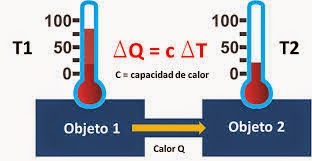 T1
100
50
0
ΔQ = c ΔT
C = capacidad de calor
100
50
0
T2
Objeto 1
Calor Q
Objeto 2